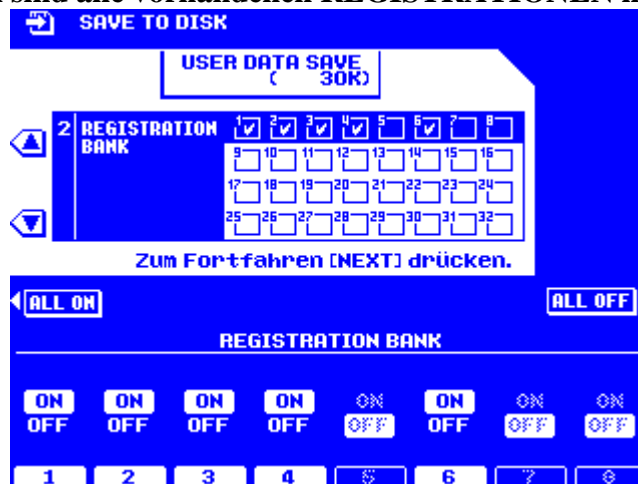 sind alle vorhandenen REGISTRATIONEN
SAVE TO DISK
USER DATA SAVE
( 30K)
2 REGISTRATION BANK
1 2 3 4 5 6 7 8
9 10 11 12 13 14 15 16
17 18 19 20 21 22 23 24
25 26 27 28 29 30 31 32
Zum Fortfahren [NEXT] drücken.
ALL ON
ALL OFF
REGISTRATION BANK
ON ON ON ON ON ON ON ON
OFF OFF OFF OFF OFF OFF OFF OFF
1 2 3 4 5 6 7 8